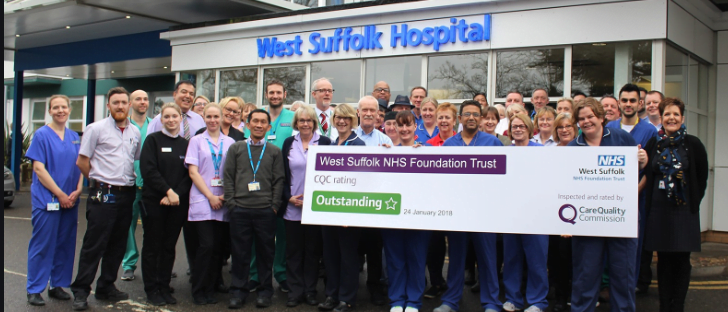 West Suffolk Hospital
West Suffolk NHS Foundation Trust
CQC rating
Outstanding ☆
24 January 2018
NHS
West Suffolk
NHS Foundation Trust
Inspected and rated by
CareQuality
Commission